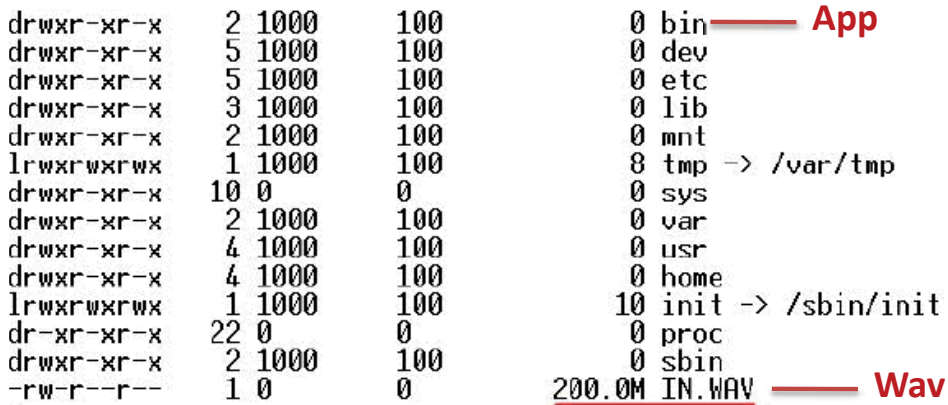 drwxr-xr-x 2 1000 100 0 bin App
drwxr-xr-x 5 1000 100 0 dev
drwxr-xr-x 5 1000 100 0 etc
drwxr-xr-x 3 1000 100 0 lib
drwxr-xr-x 2 1000 100 0 mnt
lrwxrwxrwx 1 1000 100 8 tmp -> /var/tmp
drwxr-xr-x 10 0 0 0 sys
drwxr-xr-x 2 1000 100 0 var
drwxr-xr-x 4 1000 100 0 usr
drwxr-xr-x 4 1000 100 0 home
lrwxrwxrwx 1 1000 100 10 init -> /sbin/init
dr-xr-xr-x 22 0 0 0 proc
drwxr-xr-x 2 1000 100 0 sbin
-rw-r--r-- 1 0 0 200.0M IN.WAV Wav